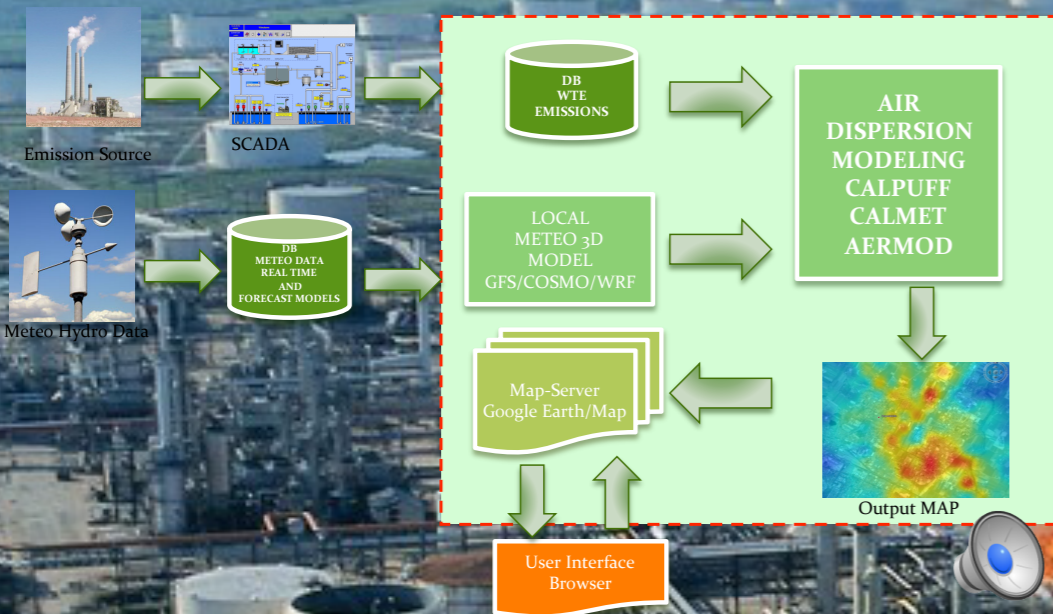 Emission Source
SCADA
DB
WTE
EMISSIONS
AIR
DISPERSION
MODELING
CALPUFF
CALMET
AERMOD
Meteo Hydro Data
DB
METEO DATA
REAL TIME
AND
FORECAST MODELS
LOCAL
METEO 3D
MODEL
GFS/COSMO/WRF
Map-Server
Google Earth/Map
Output MAP
User Interface
Browser